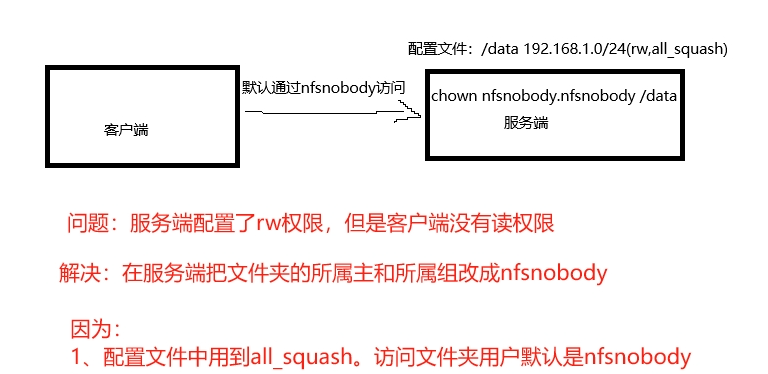 配置文件：/data 192.168.1.0/24(rw,all_squash)
默认通过nfsnobody访问
chown nfsnobody.nfsnobody /data
客户端
服务端
问题：服务端配置了rw权限，但是客户端没有读权限
解决：在服务端把文件夹的所属主和所属组改成nfsnobody
因为：
1、配置文件中用到all_squash。访问文件夹用户默认是nfsnobody